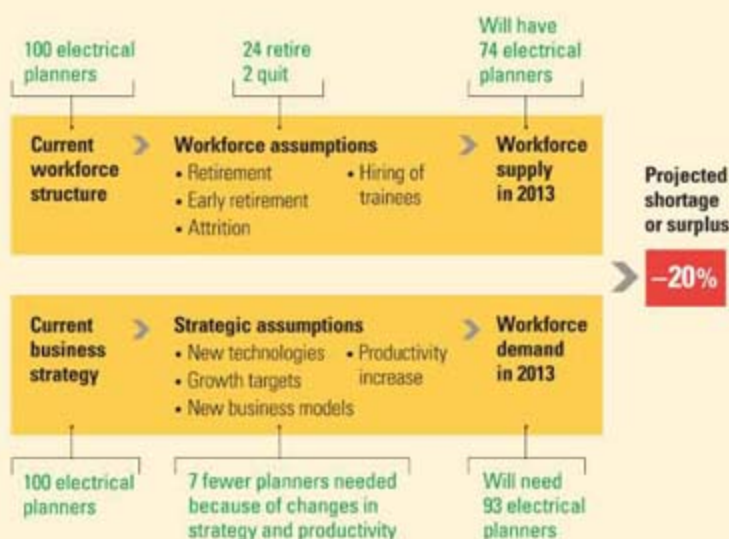 100 electrical
planners
24 retire
2 quit
Will have
74 electrical
planners
Current
workforce
structure
Workforce assumptions
• Retirement
• Early retirement
• Attrition
• Hiring of
trainees
Workforce
supply
in 2013
Projected
shortage
or surplus
–20%
Current
business
strategy
Strategic assumptions
• New technologies
• Growth targets
• New business models
• Productivity
increase
Workforce
demand
in 2013
100 electrical
planners
7 fewer planners needed
because of changes in
strategy and productivity
Will need
93 electrical
planners